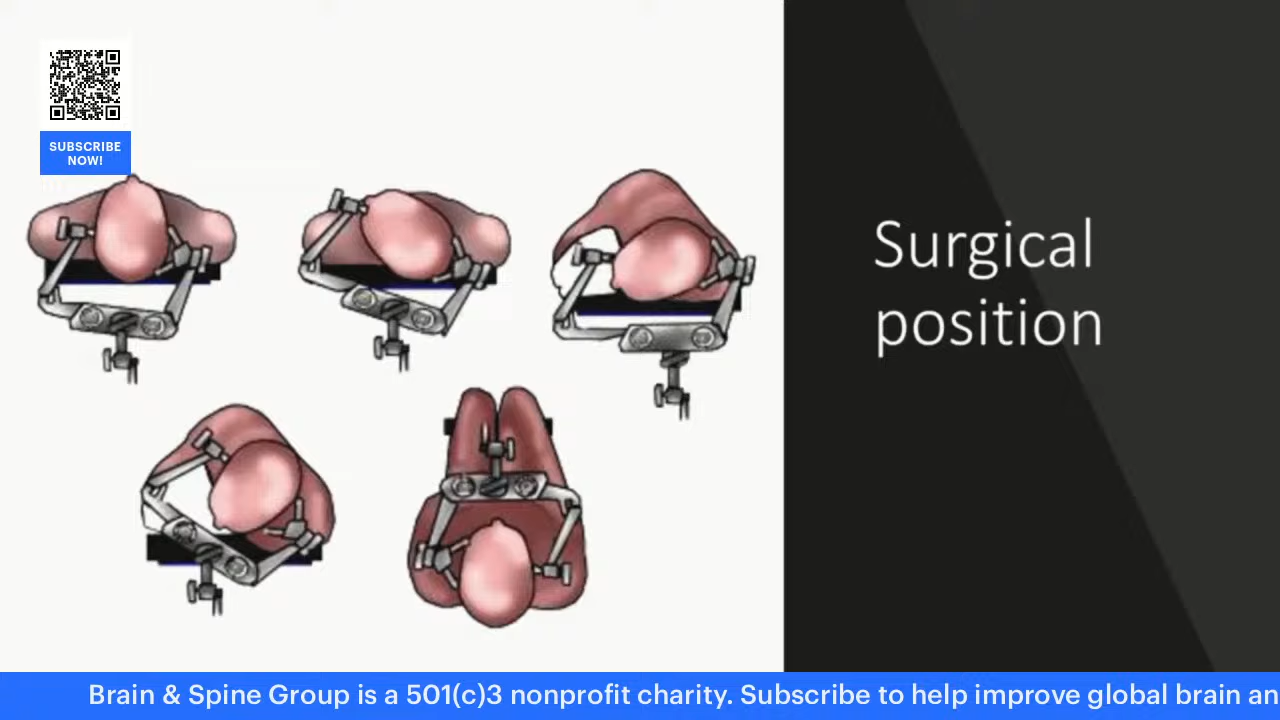 SUBSCRIBE
NOW!
Surgical
position
Brain & Spine Group is a 501(c)3 nonprofit charity. Subscribe to help improve global brain an